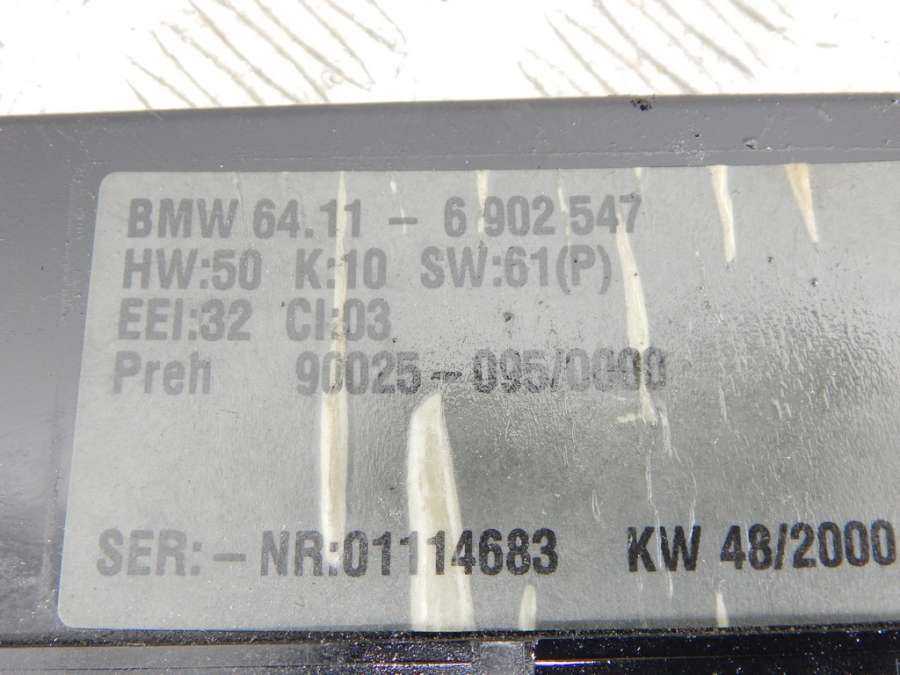 BMW 64.11 - 6 902 547
HW:50 K:10 SW:61(P)
EEI:32 CI:03
Preh 90025-095/0000
SER:-NR:01114683 KW 48/2000